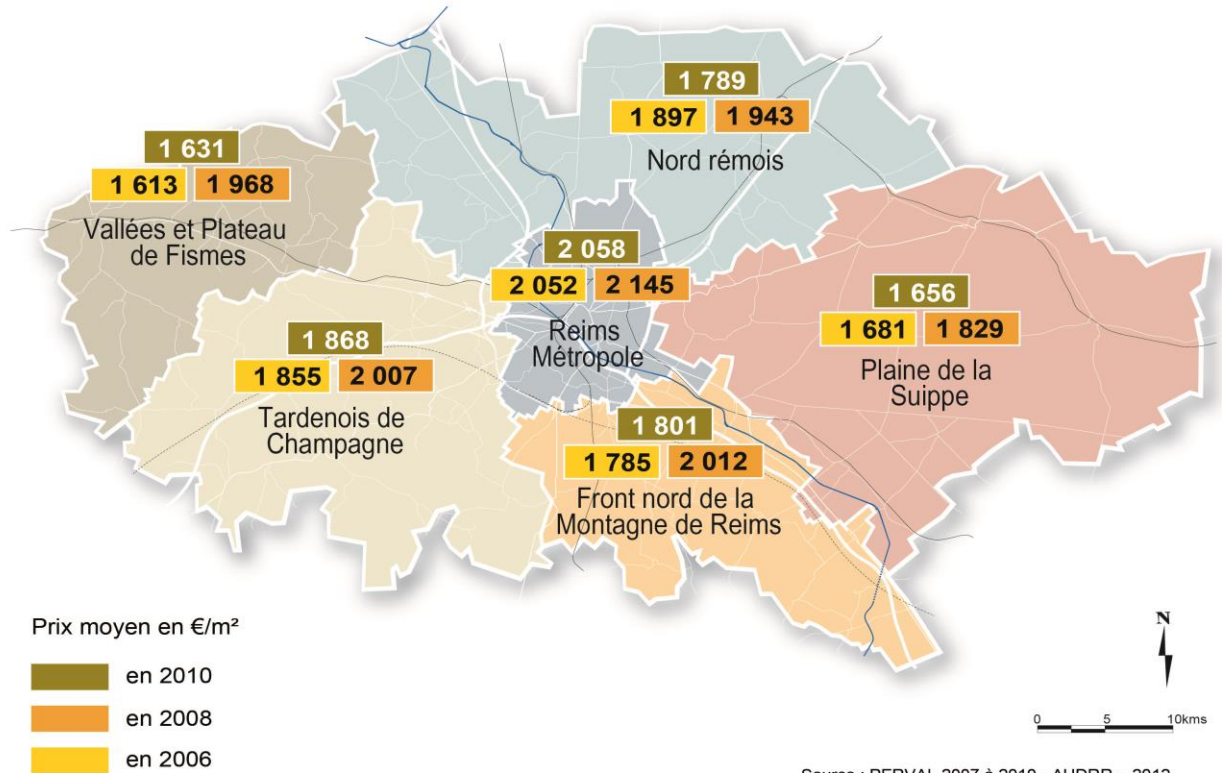 1 789
1 897 1 943
Nord rémois
1 631
1 613 1 968
Vallées et Plateau
de Fismes
2 058
2 052 2 145
Reims
Métropole
1 656
1 681 1 829
Plaine de la
Suippe
1 868
1 855 2 007
Tardenois de
Champagne
1 801
1 785 2 012
Front nord de la
Montagne de Reims
Prix moyen en €/m²
en 2010
en 2008
en 2006
N
0 5 10kms